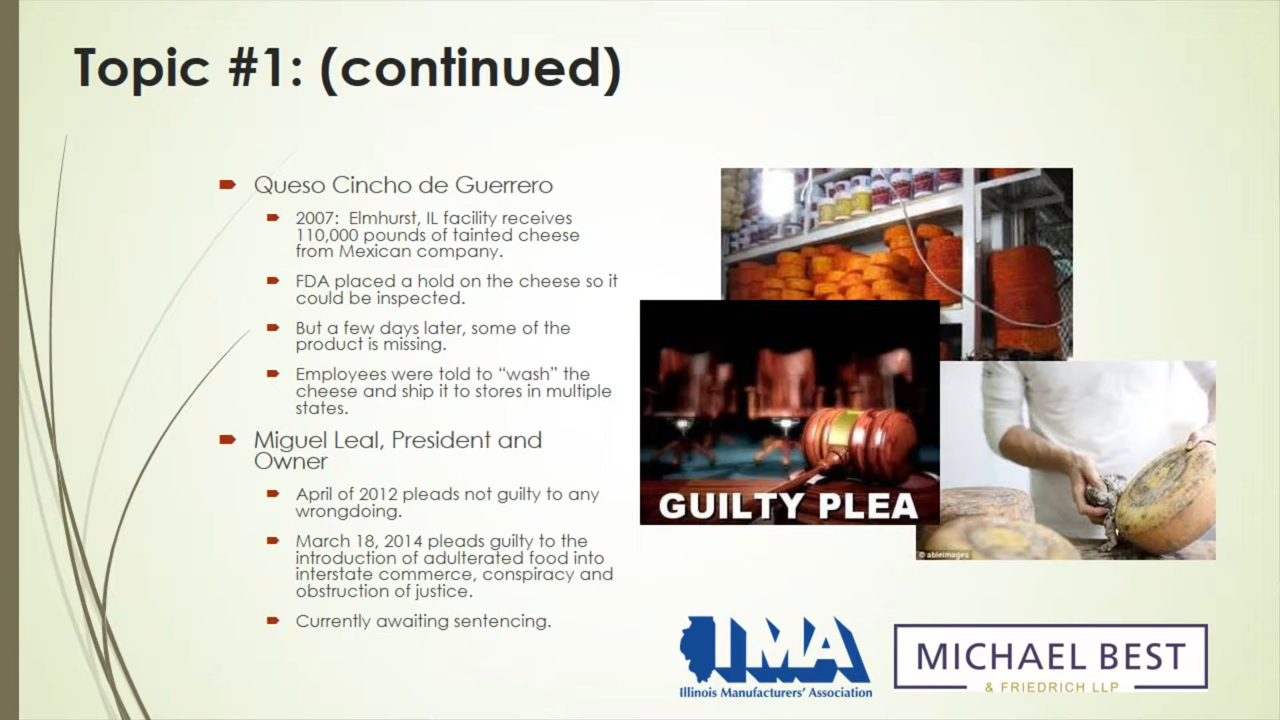 Topic #1: (continued)
Queso Cincho de Guerrero
2007: Elmhurst, IL facility receives
110,000 pounds of tainted cheese
from Mexican company.
FDA placed a hold on the cheese so it
could be inspected.
But a few days later, some of the
product is missing.
Employees were told to “wash” the
cheese and ship it to stores in multiple
states.
Miguel Leal, President and
Owner
April of 2012 pleads not guilty to any
wrongdoing.
March 18, 2014 pleads guilty to the
introduction of adulterated food into
interstate commerce, conspiracy and
obstruction of justice.
Currently awaiting sentencing.
GUILTY PLEA
© ableimages
IMA
Illinois Manufacturers' Association
MICHAEL BEST
& FRIEDRICH LLP